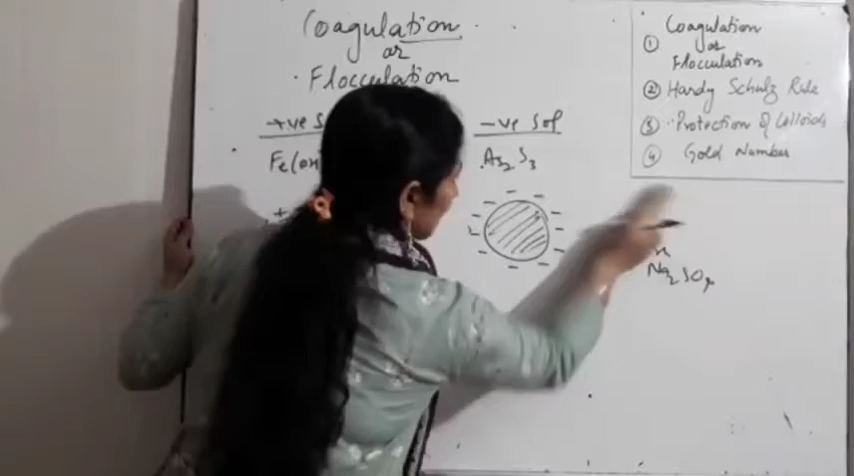 Coagulation
or
Flocculation
+ve S
-ve Sol
Fe(OH
As2S3
① Coagulation
or
Flocculation
② Hardy Schulz Rule
③ Protection of Colloids
④ Gold Number
Na2SO4